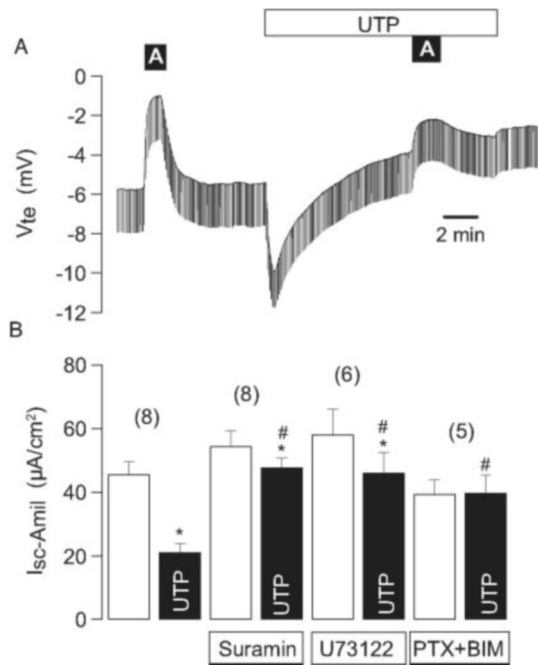 UTP
A
A
A
0
-2
-4
-6
-8
-10
-12
Vte (mV)
2 min
B
80
60
40
20
0
Isc-Amil (µA/cm²)
(8)
(8)
(6)
(5)
*
#
*
#
*
#
UTP
UTP
UTP
UTP
Suramin
U73122
PTX+BIM